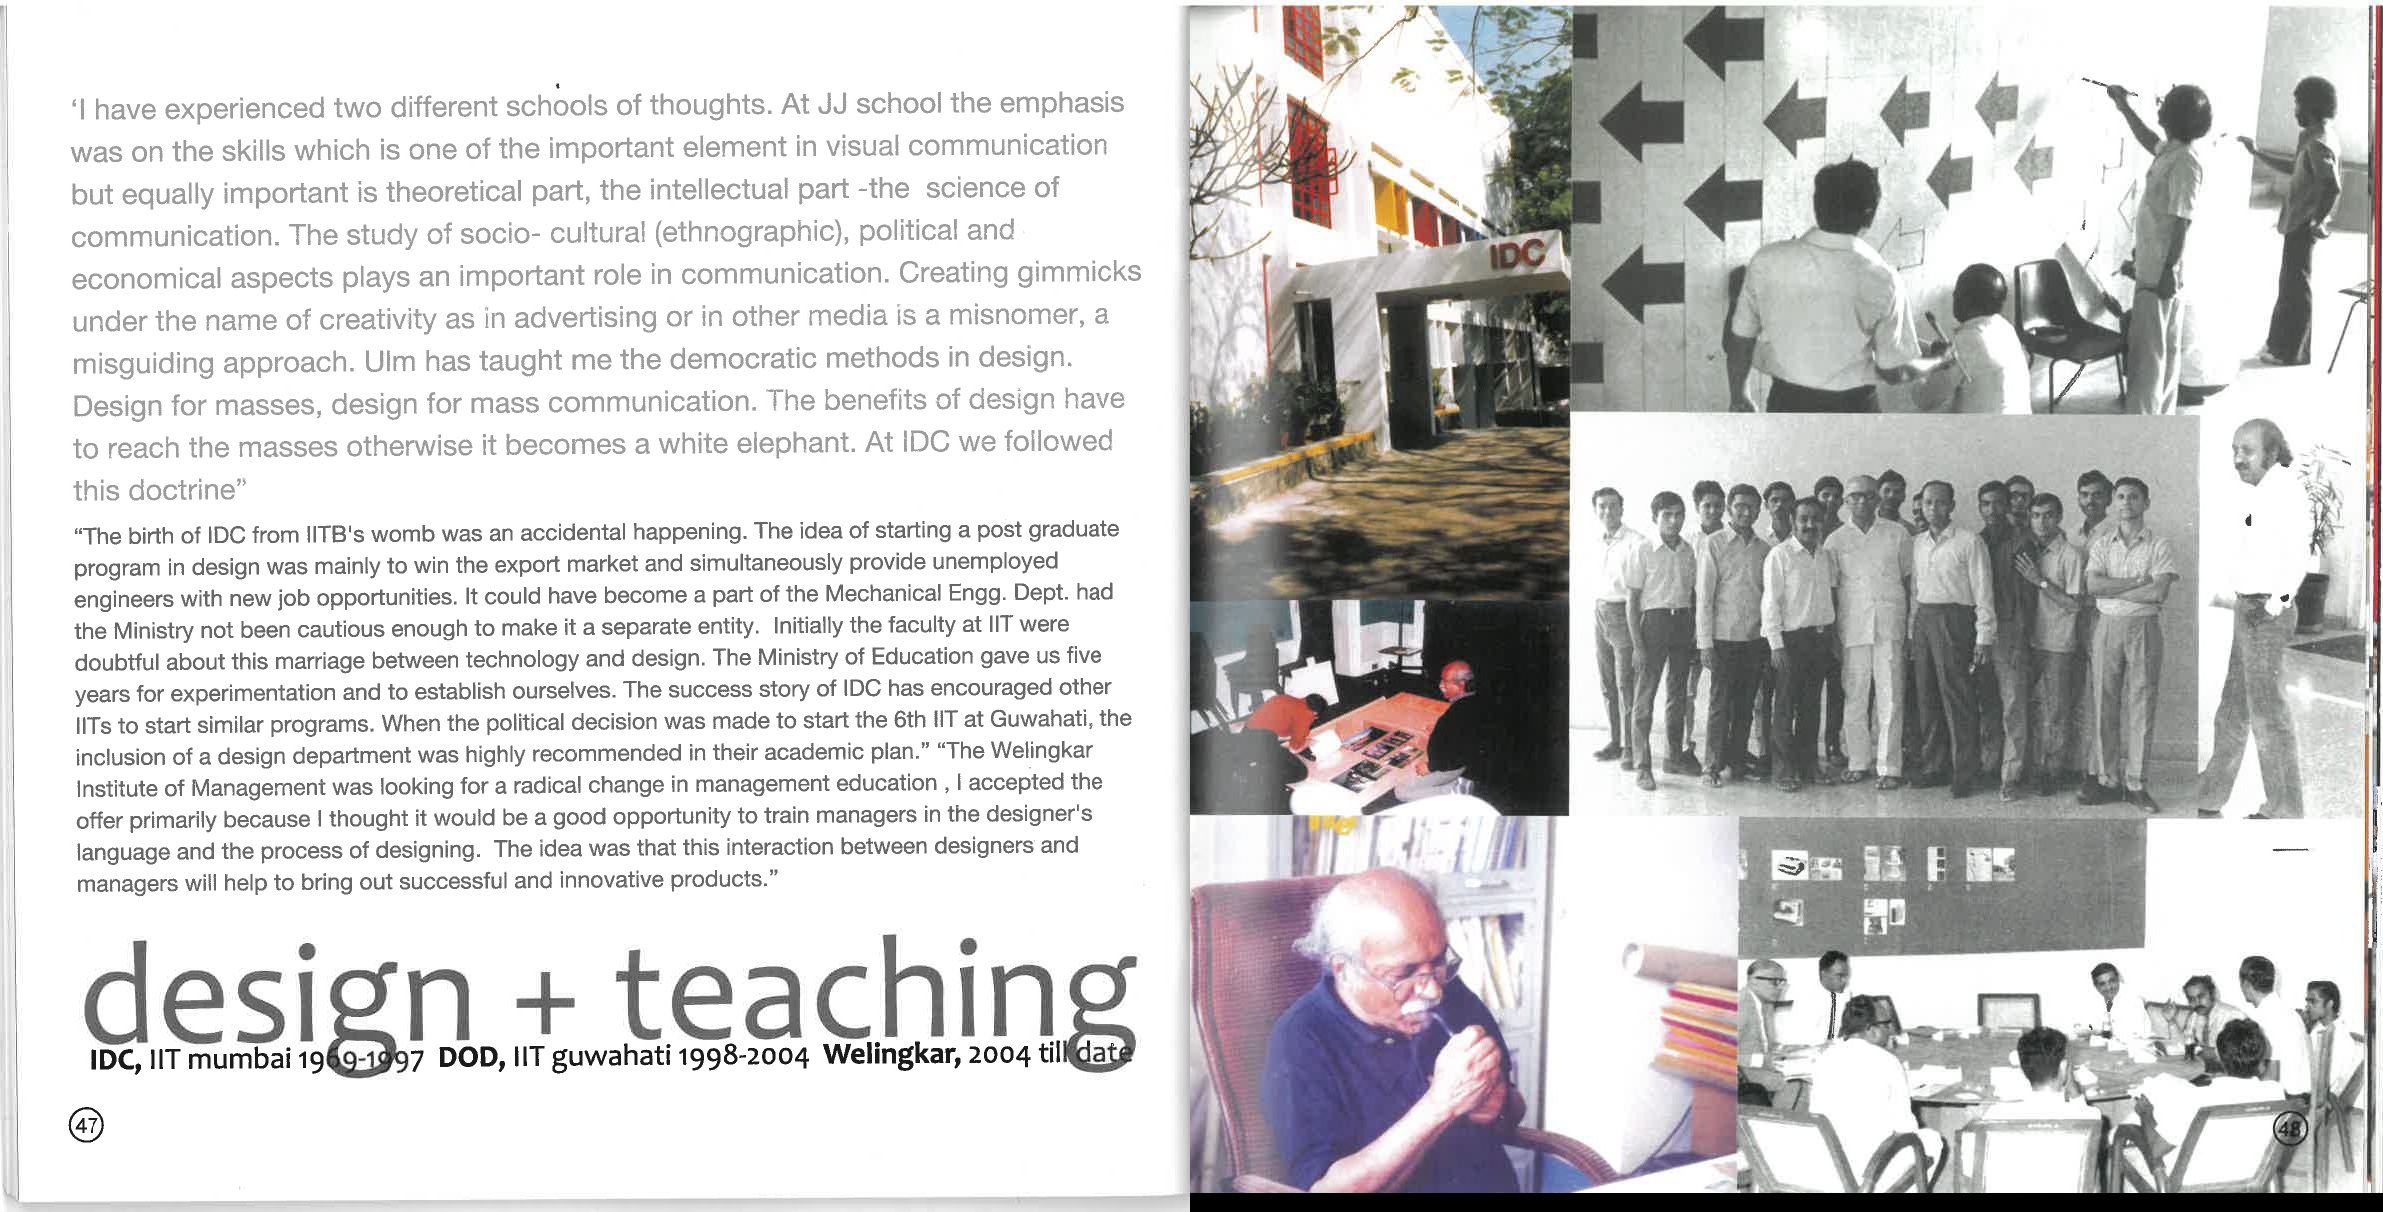 ‘I have experienced two different schools of thoughts. At JJ school the emphasis
was on the skills which is one of the important element in visual communication
but equally important is theoretical part, the intellectual part -the science of
communication. The study of socio- cultural (ethnographic), political and
economical aspects plays an important role in communication. Creating gimmicks
under the name of creativity as in advertising or in other media is a misnomer, a
misguiding approach. Ulm has taught me the democratic methods in design.
Design for masses, design for mass communication. The benefits of design have
to reach the masses otherwise it becomes a white elephant. At IDC we followed
this doctrine”
“The birth of IDC from IITB's womb was an accidental happening. The idea of starting a post graduate
program in design was mainly to win the export market and simultaneously provide unemployed
engineers with new job opportunities. It could have become a part of the Mechanical Engg. Dept. had
the Ministry not been cautious enough to make it a separate entity. Initially the faculty at IIT were
doubtful about this marriage between technology and design. The Ministry of Education gave us five
years for experimentation and to establish ourselves. The success story of IDC has encouraged other
IITs to start similar programs. When the political decision was made to start the 6th IIT at Guwahati, the
inclusion of a design department was highly recommended in their academic plan.” “The Welingkar
Institute of Management was looking for a radical change in management education , I accepted the
offer primarily because I thought it would be a good opportunity to train managers in the designer's
language and the process of designing. The idea was that this interaction between designers and
managers will help to bring out successful and innovative products.”
design + teaching
IDC, IIT mumbai 1969-1997 DOD, IIT guwahati 1998-2004 Welingkar, 2004 till date
47
IDC
48